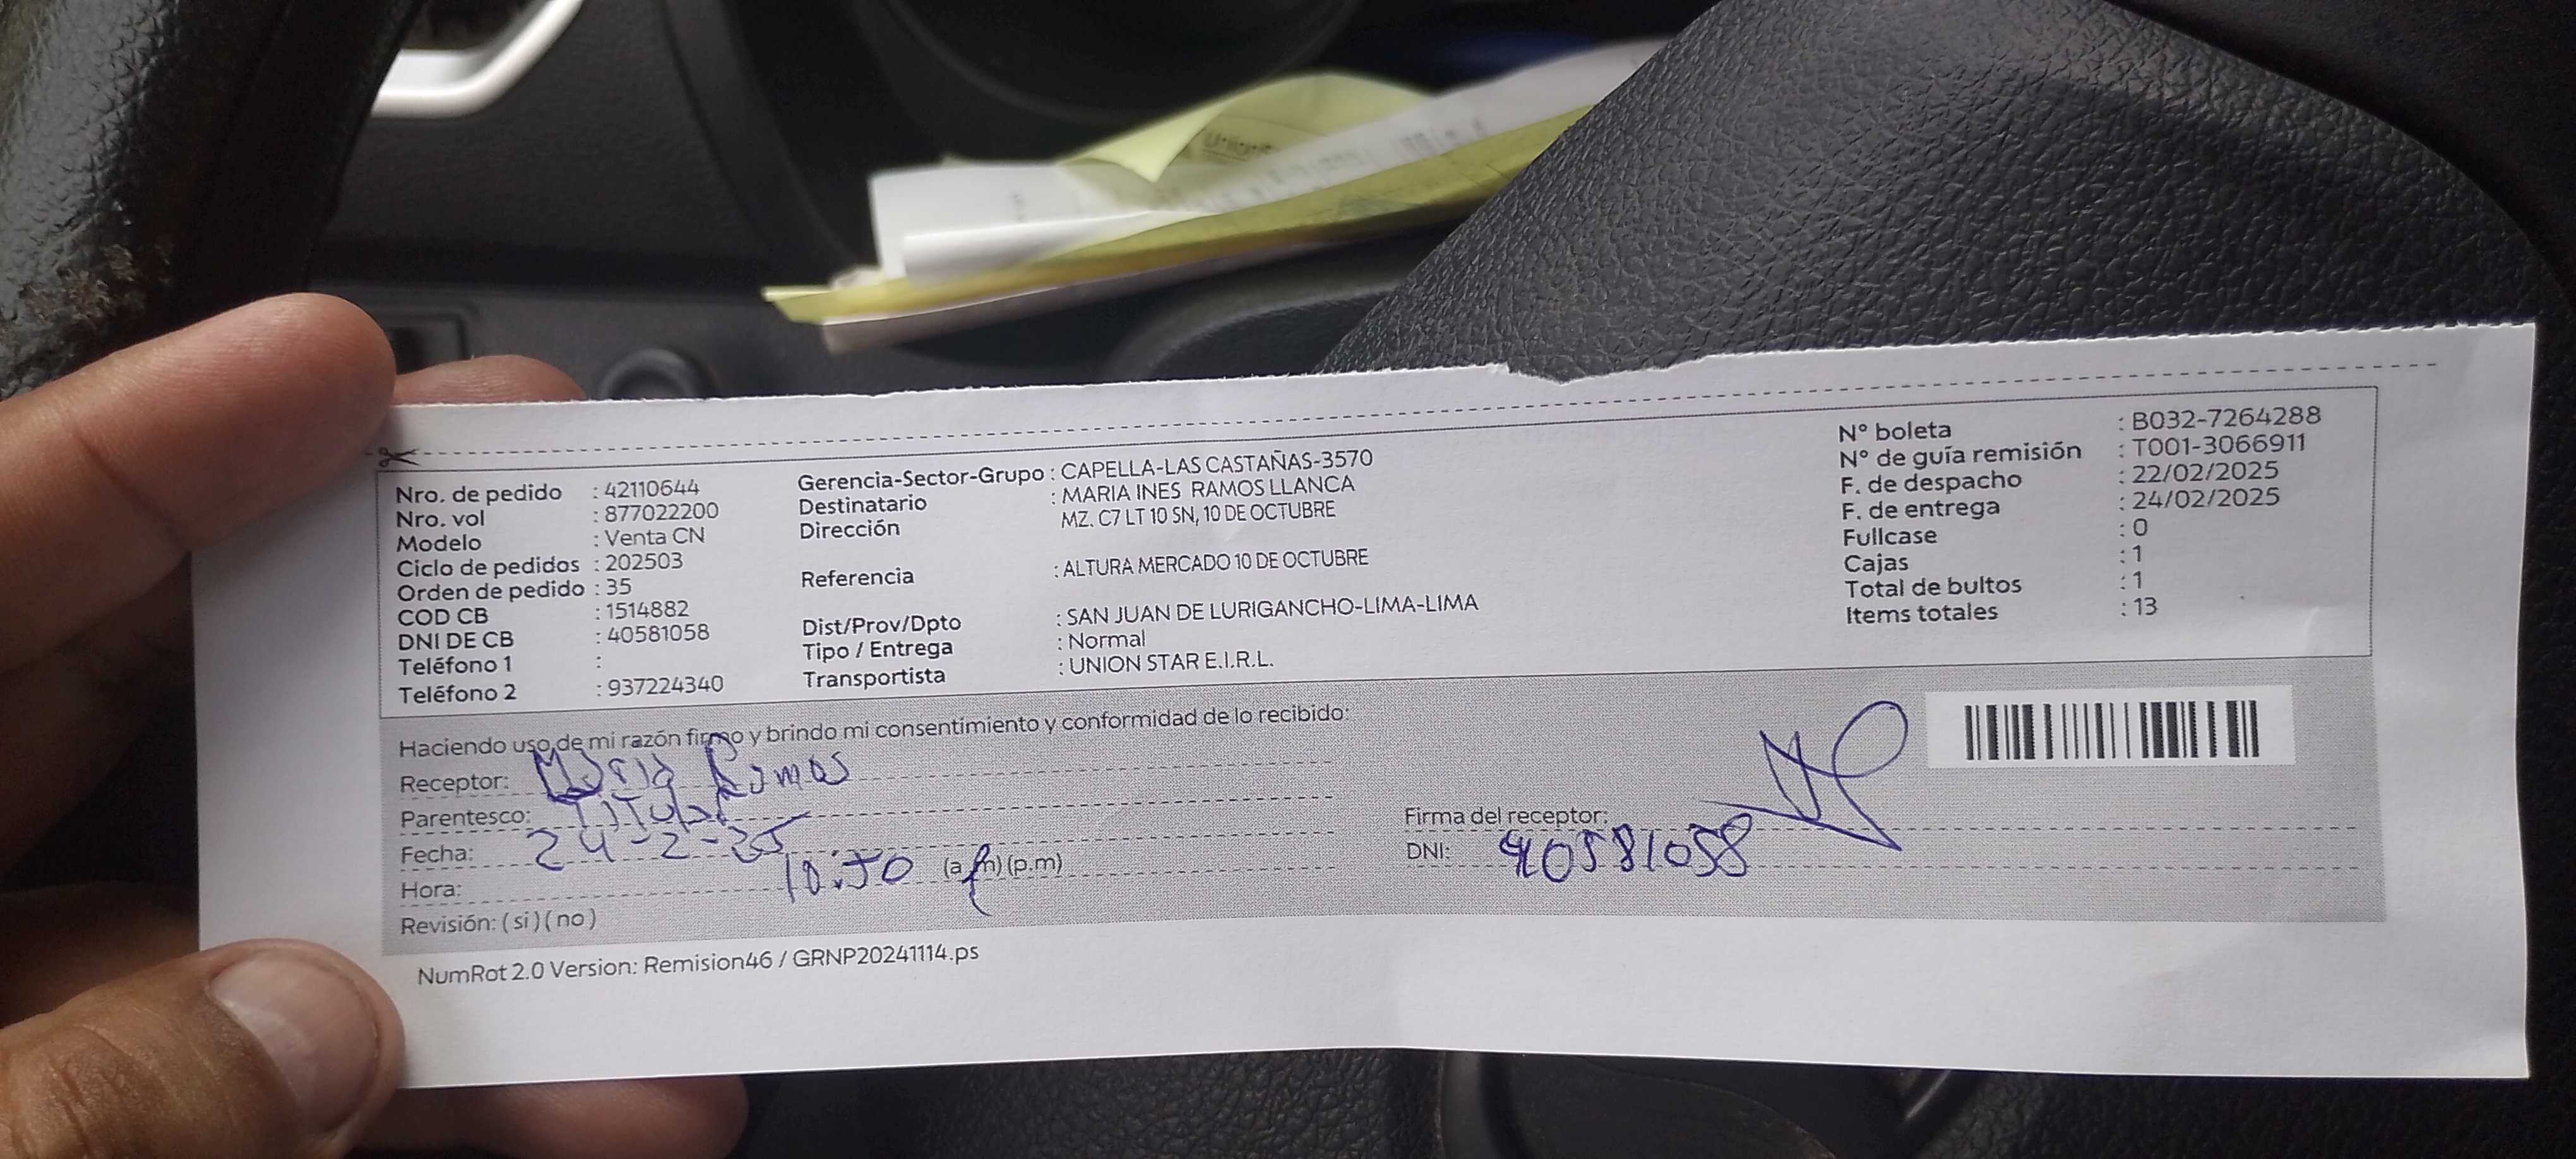 Nro. de pedido : 42110644
Nro. vol : 877022200
Modelo : Venta CN
Ciclo de pedidos : 202503
Orden de pedido : 35
COD CB : 1514882
DNI DE CB : 40581058
Teléfono 1 :
Teléfono 2 : 937224340
Gerencia-Sector-Grupo : CAPELLA-LAS CASTAÑAS-3570
Destinatario : MARIA INES RAMOS LLANCA
Dirección MZ. C7 LT 10 SN, 10 DE OCTUBRE
Referencia : ALTURA MERCADO 10 DE OCTUBRE
Dist/Prov/Dpto : SAN JUAN DE LURIGANCHO-LIMA-LIMA
Tipo / Entrega : Normal
Transportista : UNION STAR E.I.R.L.
N° boleta : B032-7264288
N° de guía remisión : T001-3066911
F. de despacho : 22/02/2025
F. de entrega : 24/02/2025
Fullcase : 0
Cajas : 1
Total de bultos : 1
Items totales : 13
Haciendo uso de mi razón firmo y brindo mi consentimiento y conformidad de lo recibido:
Receptor: Maria Ramos
Parentesco: Titular
Fecha: 24-2-25
Hora: 10:50 (a.m) (p.m)
Revisión: ( si ) ( no )
Firma del receptor:
DNI: 40581058
NumRot 2.0 Version: Remision46 / GRNP20241114.ps